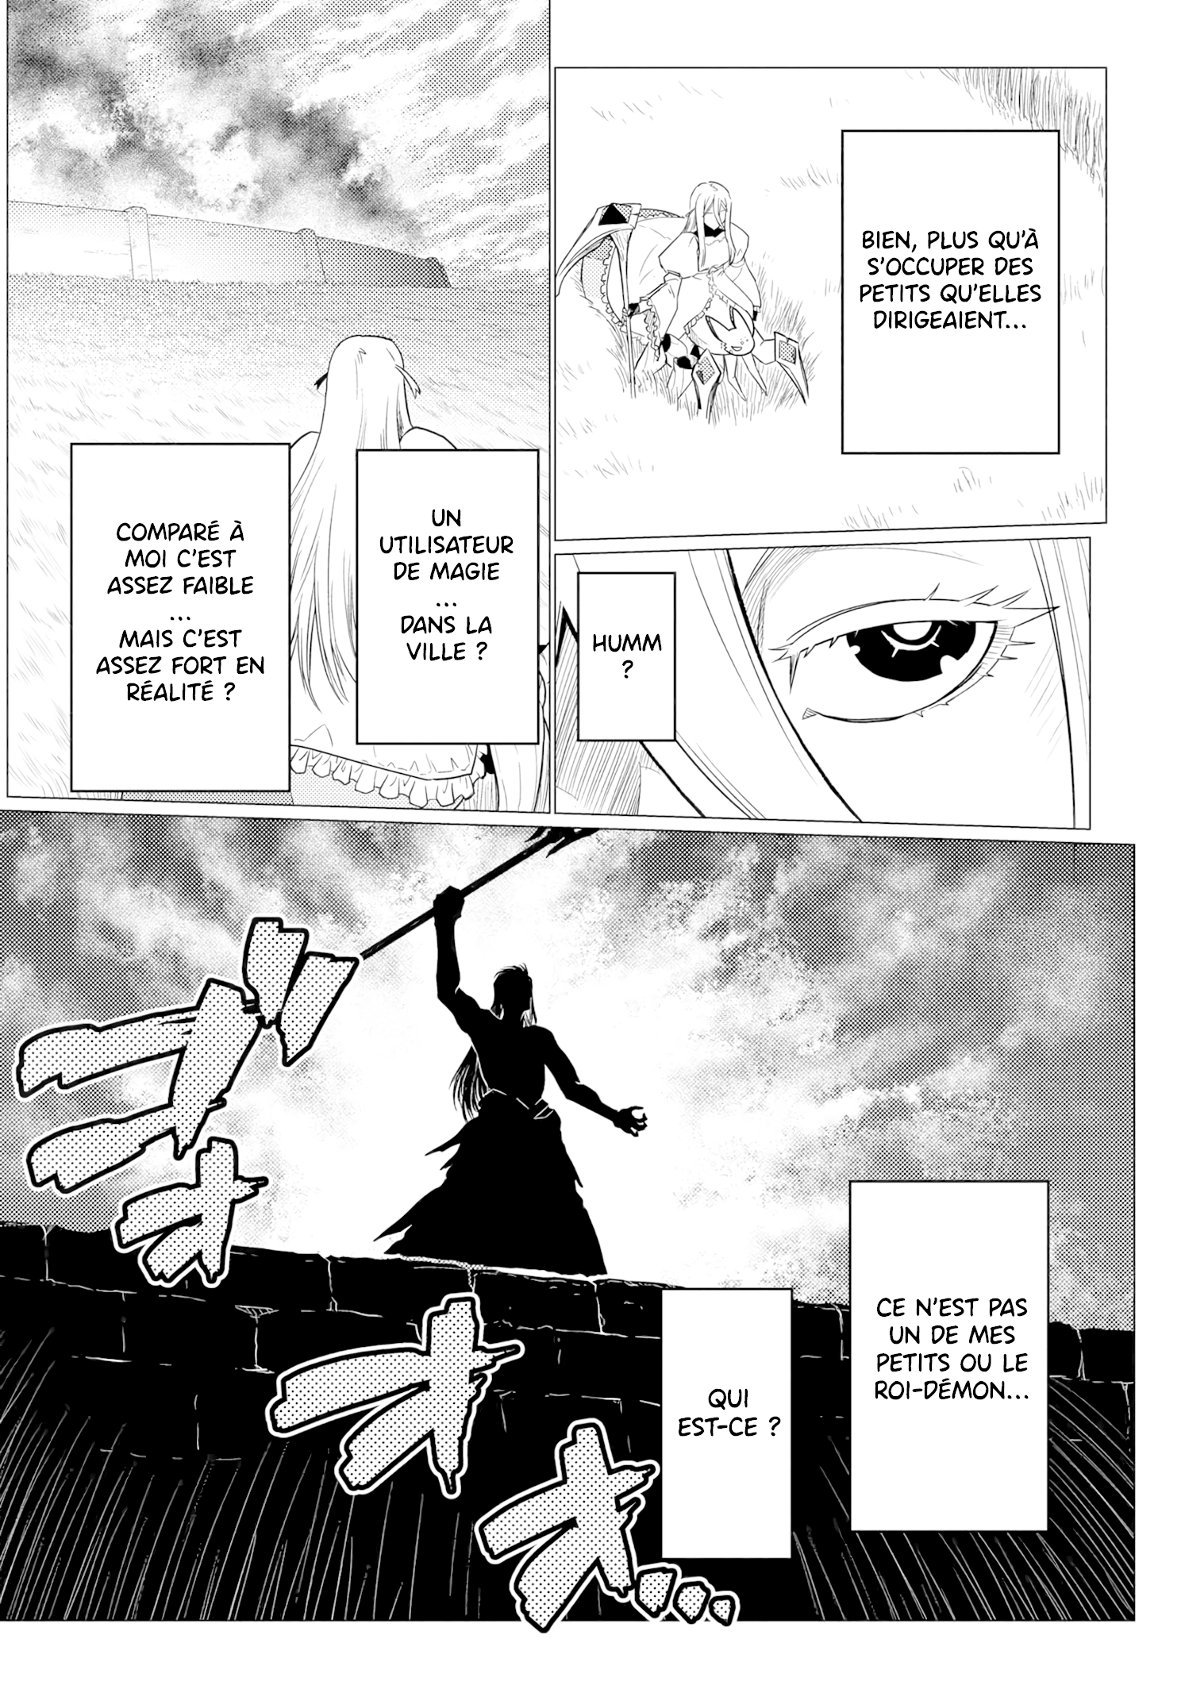 BIEN, PLUS QU'À
S'OCCUPER DES
PETITS QU'ELLES
DIRIGEAIENT...
HUMM
?
UN
UTILISATEUR
DE MAGIE
...
DANS LA
VILLE ?
COMPARÉ À
MOI C'EST
ASSEZ FAIBLE
...
MAIS C'EST
ASSEZ FORT EN
RÉALITÉ ?
CE N'EST PAS
UN DE MES
PETITS OU LE
ROI-DÉMON...
QUI
EST-CE ?
ゴオオオオ...